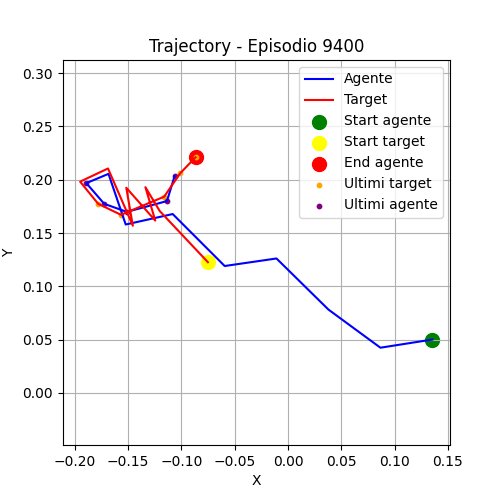 Trajectory - Episodio 9400
Agente
Target
Start agente
Start target
End agente
Ultimi target
Ultimi agente
Y
0.30
0.25
0.20
0.15
0.10
0.05
0.00
−0.20 −0.15 −0.10 −0.05 0.00 0.05 0.10 0.15
X